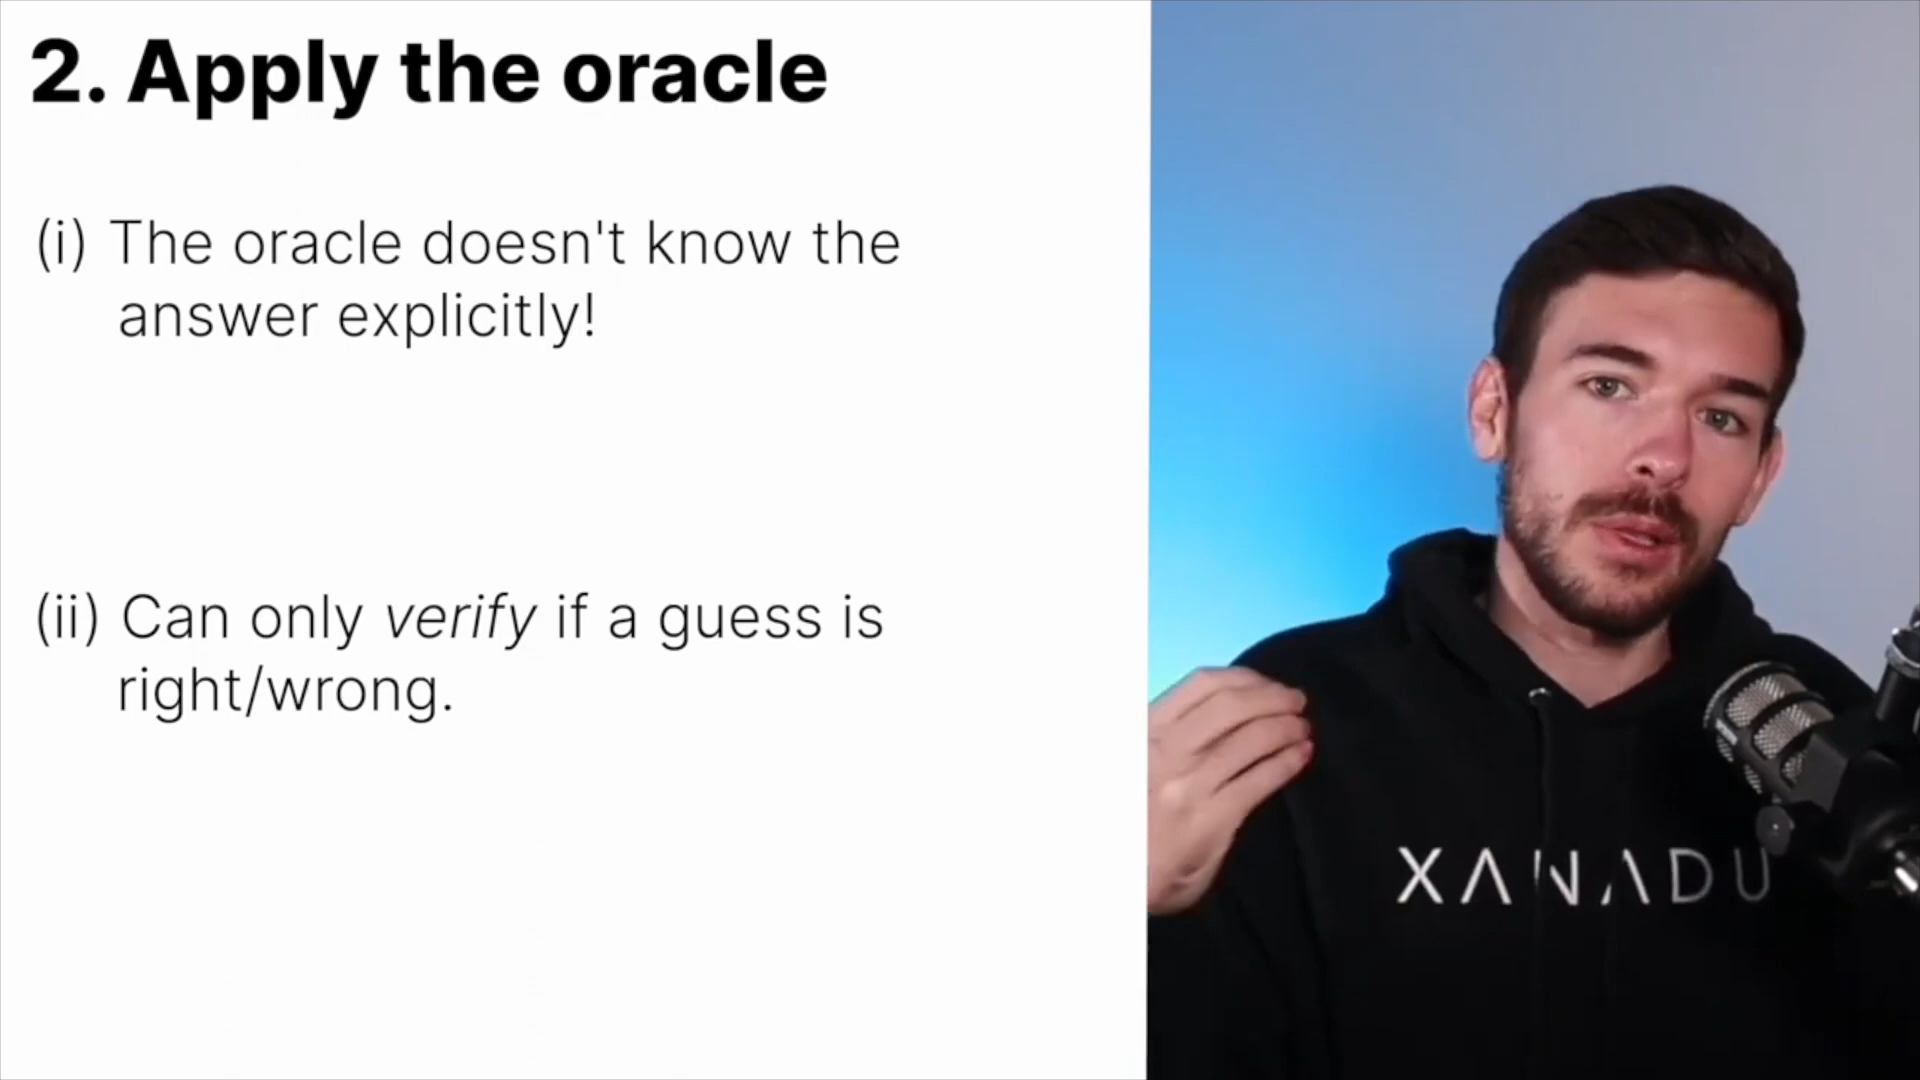 2. Apply the oracle
(i) The oracle doesn't know the
answer explicitly!
(ii) Can only verify if a guess is
right/wrong.
XANADU